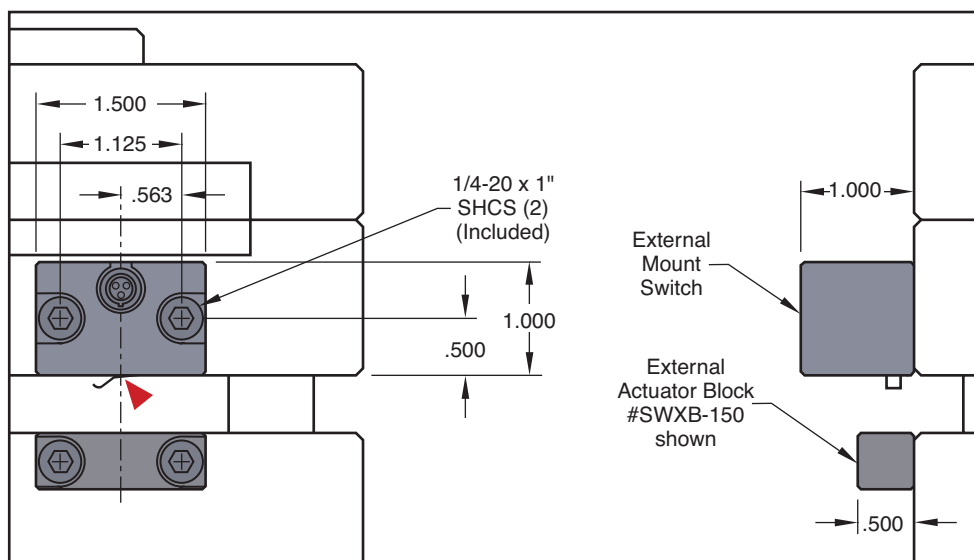 1.500
1.125
.563
1/4-20 x 1"
SHCS (2)
(Included)
1.000
.500
1.000
External
Mount
Switch
External
Actuator Block
#SWXB-150
shown
.500